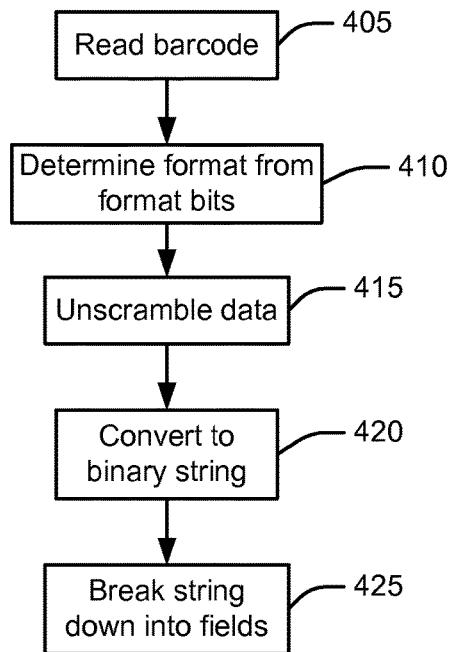 Read barcode
405
Determine format from
format bits
410
Unscramble data
415
Convert to
binary string
420
Break string
down into fields
425